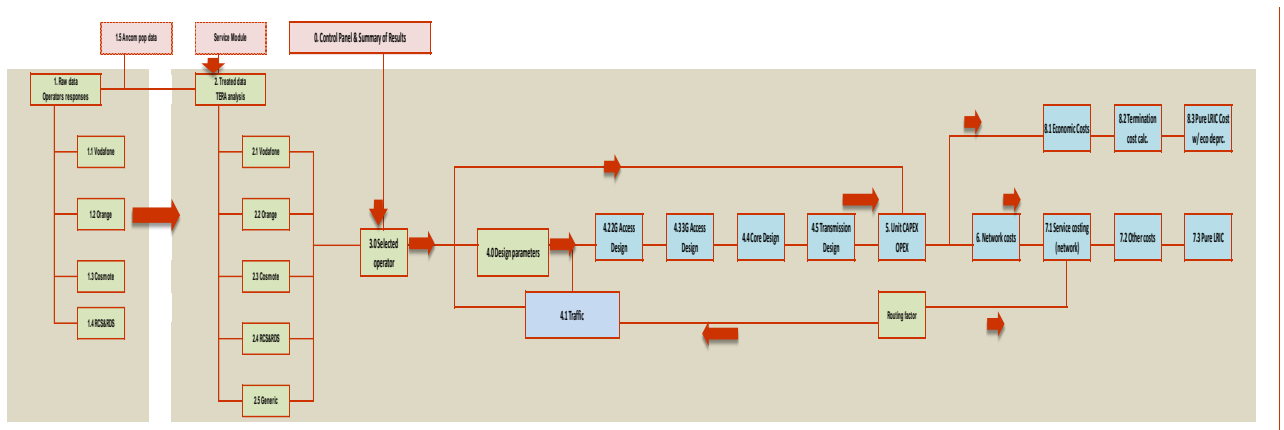 1.5 Ancom pop data
Service Module
0. Control Panel & Summary of Results
1. Raw data
Operators responses
2. Treated data
TERA analysis
1.1 Vodafone
1.2 Orange
1.3 Cosmote
1.4 RCS&RDS
2.1 Vodafone
2.2 Orange
2.3 Cosmote
2.4 RCS&RDS
2.5 Generic
3.0 Selected
operator
4.0 Design parameters
4.1 Traffic
4.2 2G Access
Design
4.3 3G Access
Design
4.4 Core Design
4.5 Transmission
Design
5. Unit CAPEX
OPEX
Routing factor
6. Network costs
7.1 Service costing
(network)
7.2 Other costs
7.3 Pure LRIC
8.1 Economic Costs
8.2 Termination
cost calc.
8.3 Pure LRIC Cost
w/ eco deprc.